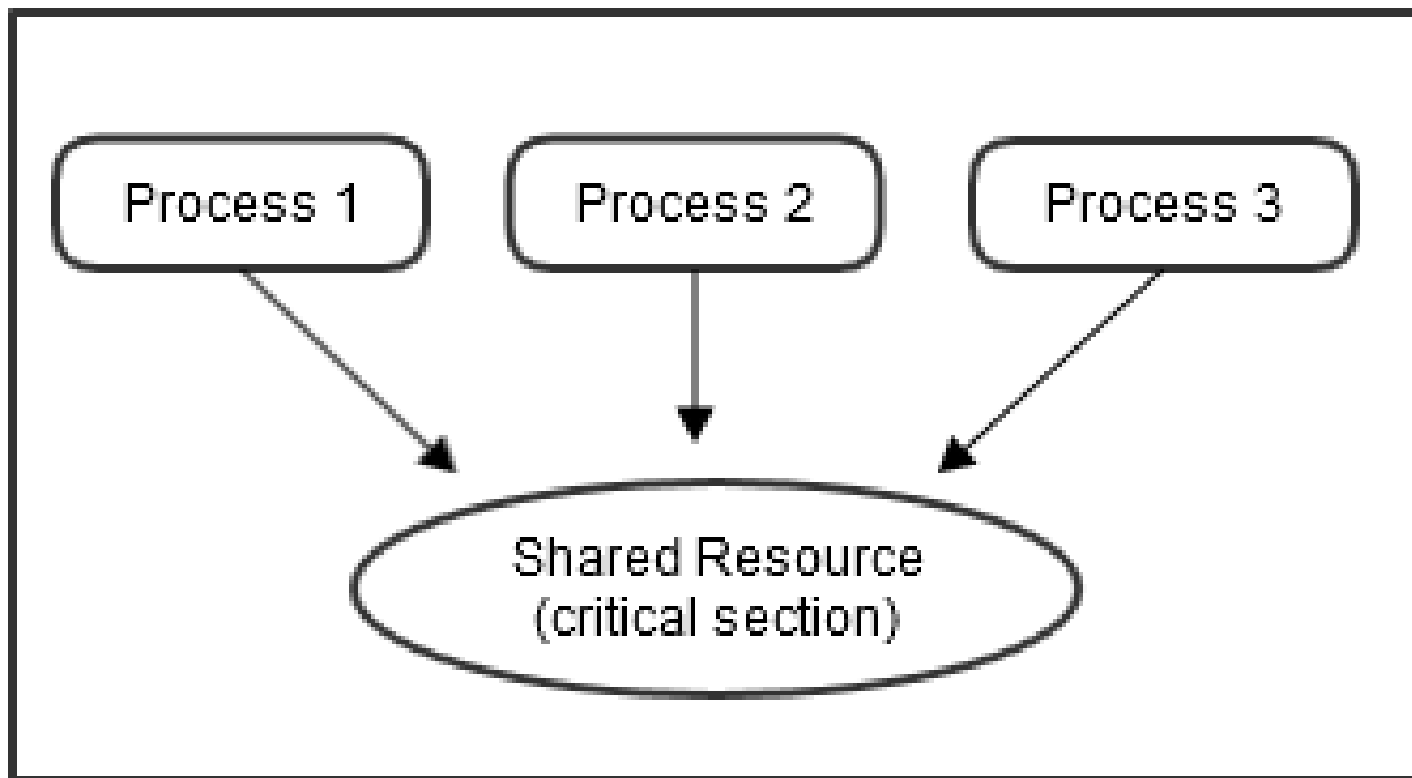 Process 1
Process 2
Process 3
Shared Resource
(critical section)